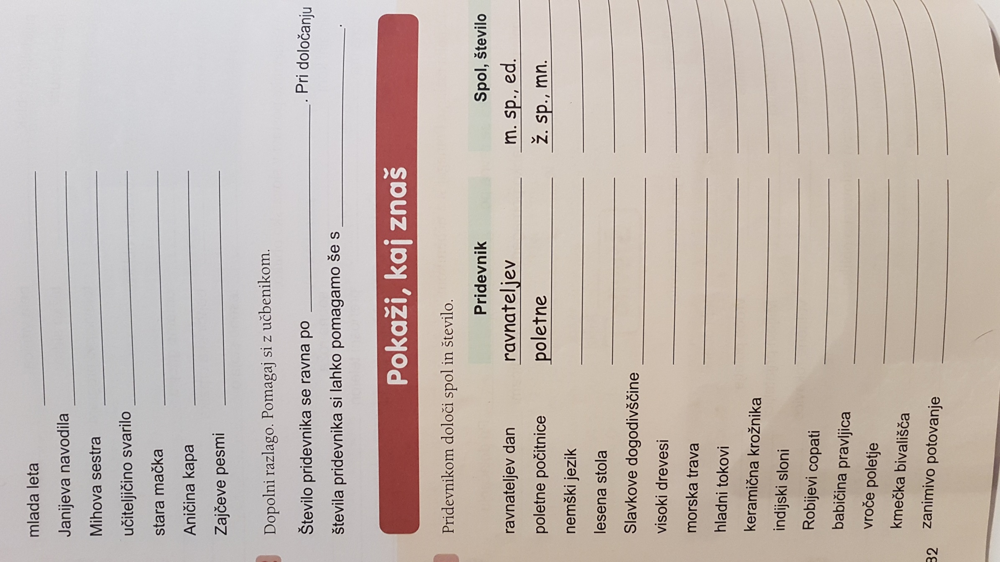 mlada leta
Janijeva navodila
Mihova sestra
učiteljičino svarilo
stara mačka
Aničina kapa
Zajčeve pesmi
Dopolni razlago. Pomagaj si z učbenikom.
Število pridevnika se ravna po . Pri določanju
števila pridevnika si lahko pomagamo še s .
Pokaži, kaj znaš
Pridevnikom določi spol in število.
Pridevnik Spol, število
ravnateljev dan ravnateljev m. sp., ed.
poletne počitnice poletne ž. sp., mn.
nemški jezik
lesena stola
Slavkove dogodivščine
visoki drevesi
morska trava
hladni tokovi
keramična krožnika
indijski sloni
Robijevi copati
babičina pravljica
vroče poletje
kmečka bivališča
zanimivo potovanje